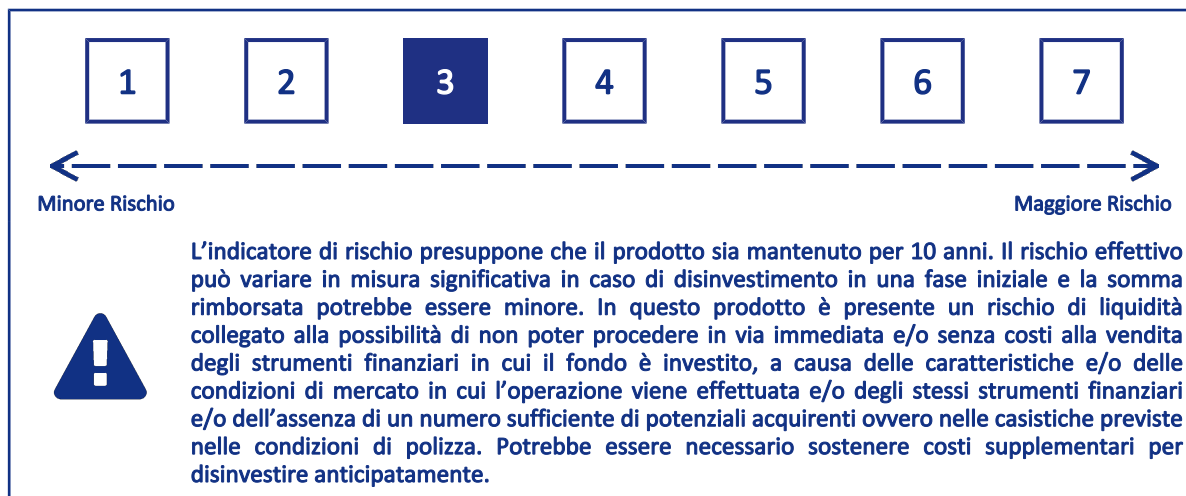 1 2 3 4 5 6 7
Minore Rischio Maggiore Rischio
L’indicatore di rischio presuppone che il prodotto sia mantenuto per 10 anni. Il rischio effettivo
può variare in misura significativa in caso di disinvestimento in una fase iniziale e la somma
rimborsata potrebbe essere minore. In questo prodotto è presente un rischio di liquidità
collegato alla possibilità di non poter procedere in via immediata e/o senza costi alla vendita
degli strumenti finanziari in cui il fondo è investito, a causa delle caratteristiche e/o delle
condizioni di mercato in cui l’operazione viene effettuata e/o degli stessi strumenti finanziari
e/o dell’assenza di un numero sufficiente di potenziali acquirenti ovvero nelle casistiche previste
nelle condizioni di polizza. Potrebbe essere necessario sostenere costi supplementari per
disinvestire anticipatamente.